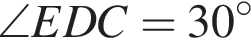 ∠EDC = 30°